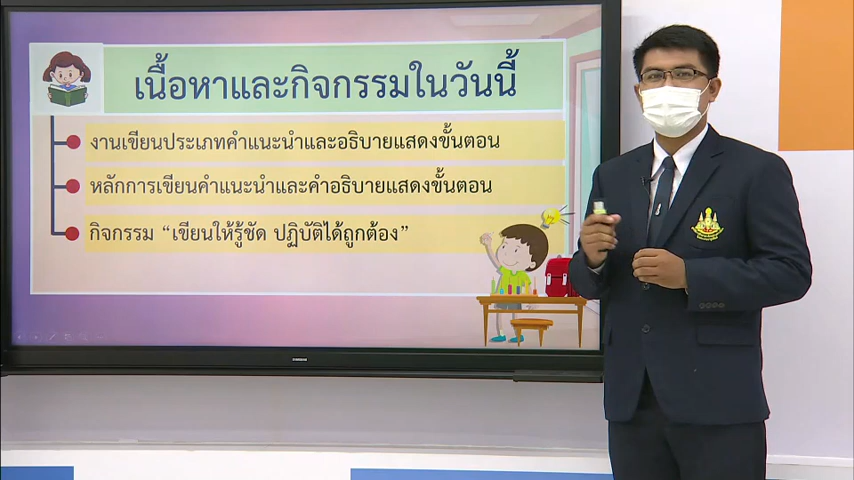 เนื้อหาและกิจกรรมในวันนี้
งานเขียนประเภทคำแนะนำและอธิบายแสดงขั้นตอน
หลักการเขียนคำแนะนำและคำอธิบายแสดงขั้นตอน
กิจกรรม “เขียนให้รู้ชัด ปฏิบัติได้ถูกต้อง”
SAMSUNG